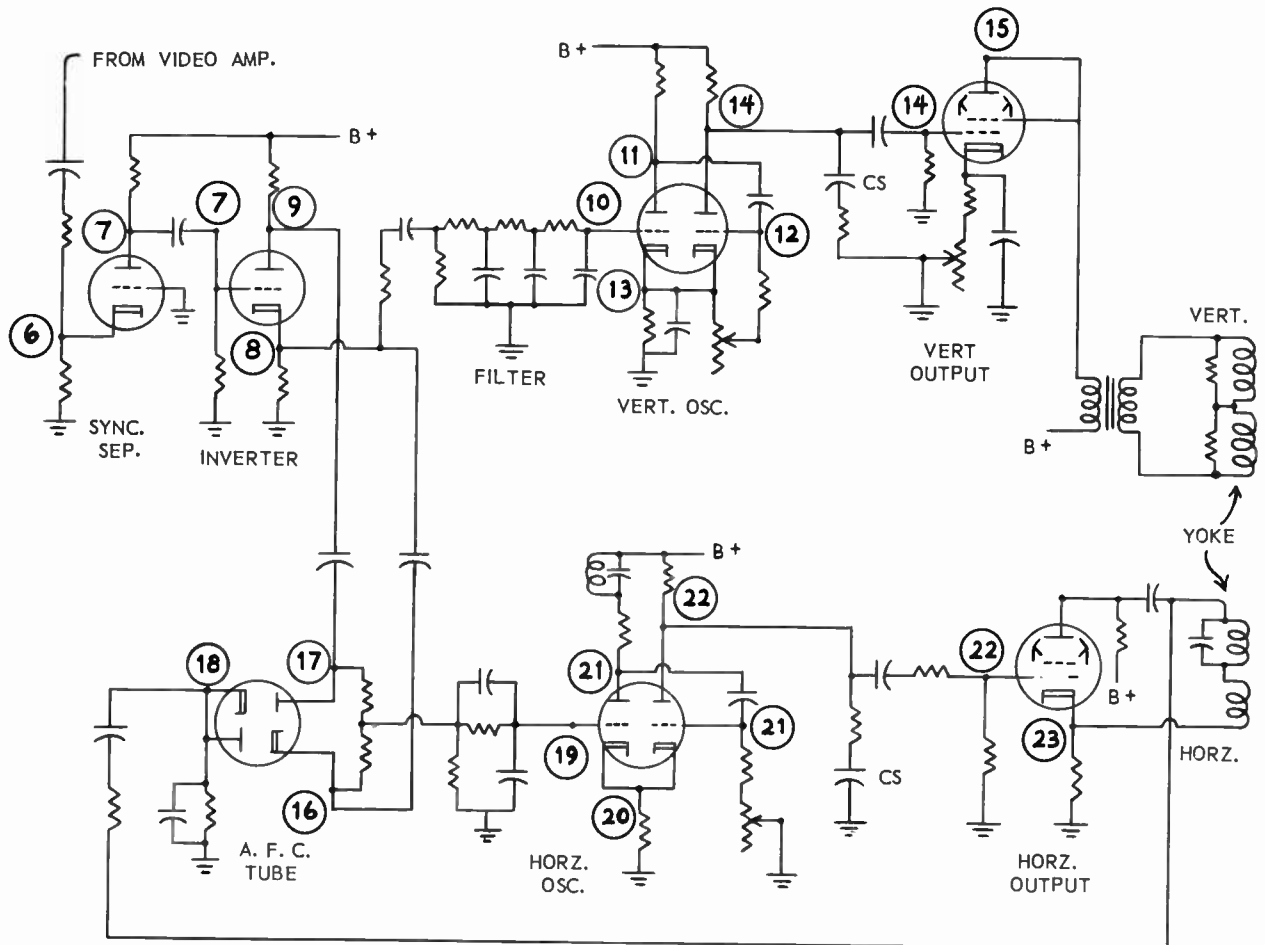 FROM VIDEO AMP.
B+
15
14
14
B+
11
CS
7
7
9
10
12
6
8
13
SYNC.
SEP.
INVERTER
FILTER
VERT. OSC.
VERT
OUTPUT
VERT.
B+
YOKE
B+
22
18
17
21
22
B+
19
21
23
16
20
CS
HORZ.
A. F. C.
TUBE
HORZ.
OSC.
HORZ.
OUTPUT